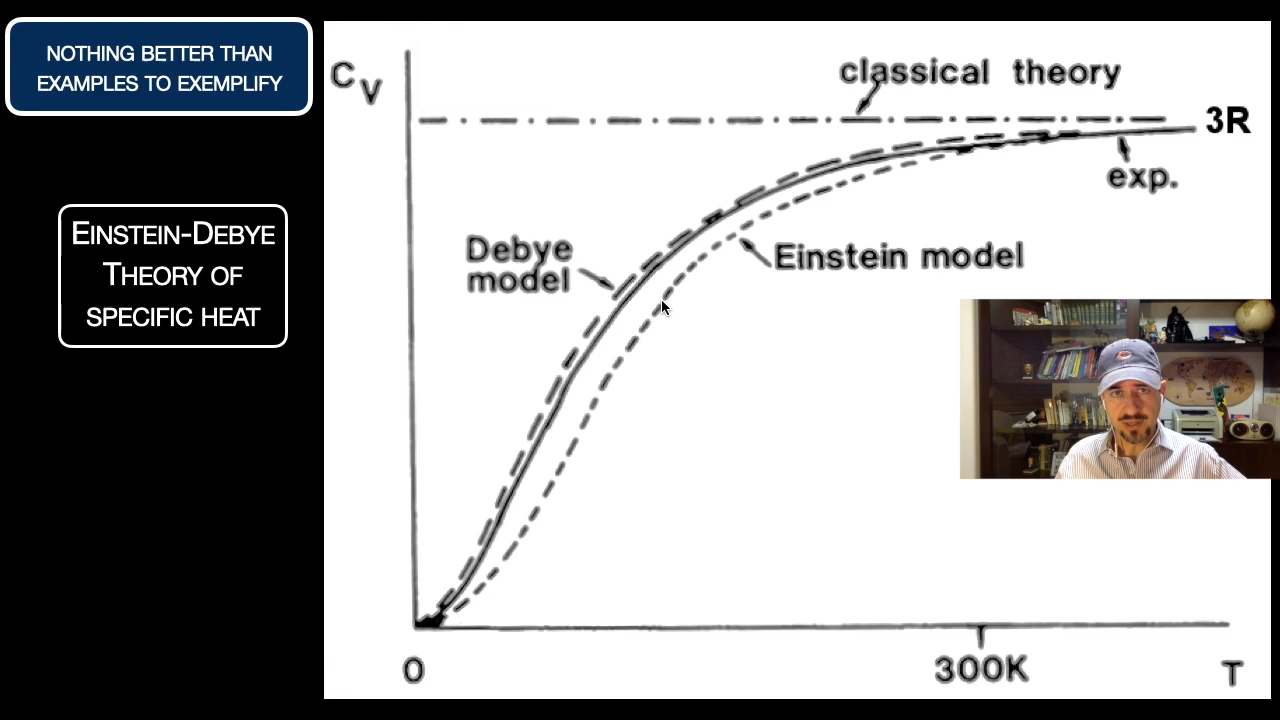 NOTHING BETTER THAN
EXAMPLES TO EXEMPLIFY
EINSTEIN-DEBYE
THEORY OF
SPECIFIC HEAT
Cv
classical theory
3R
exp.
Debye
model
Einstein model
0
300K
T